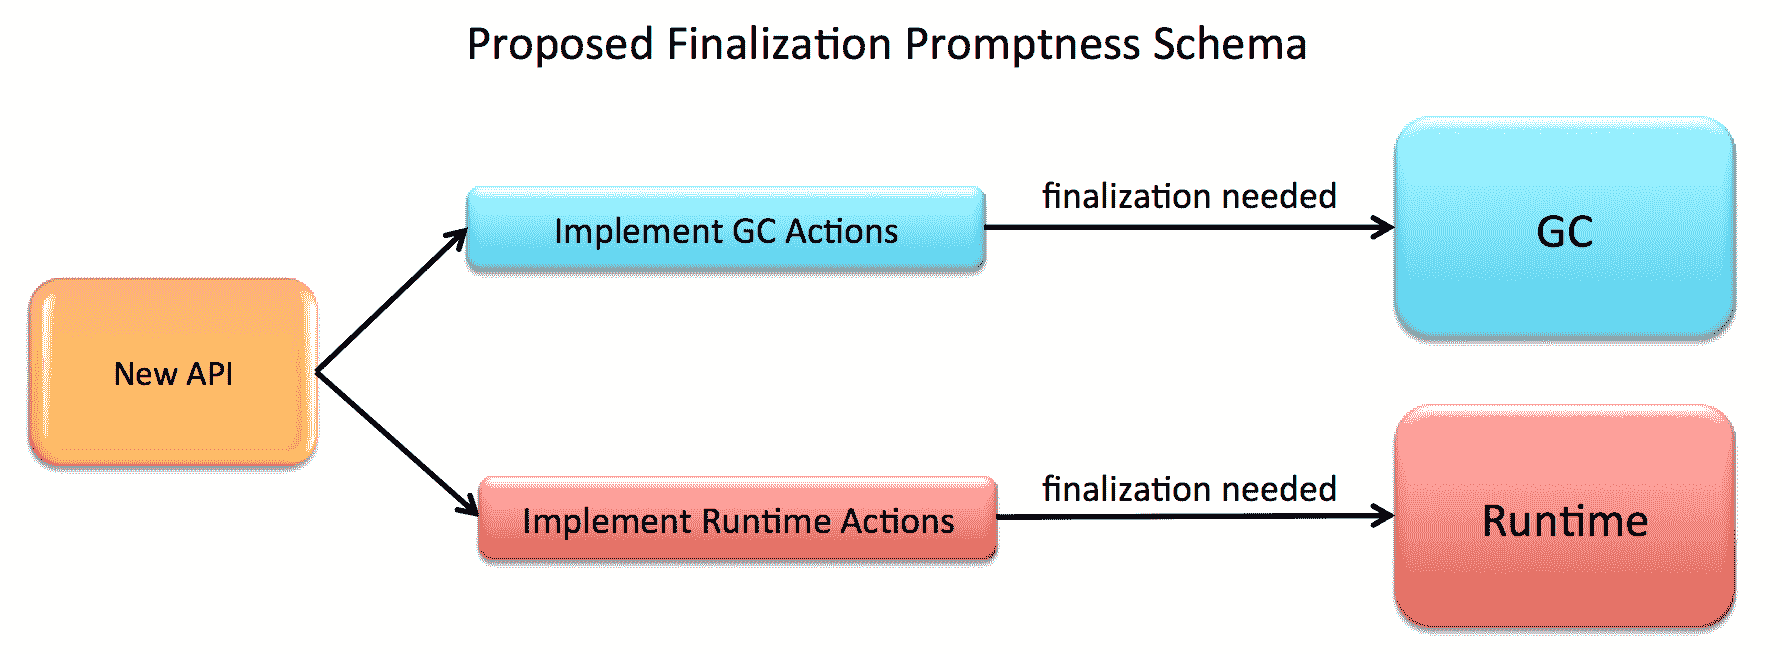 Proposed Finalization Promptness Schema
finalization needed
Implement GC Actions
GC
New API
finalization needed
Implement Runtime Actions
Runtime